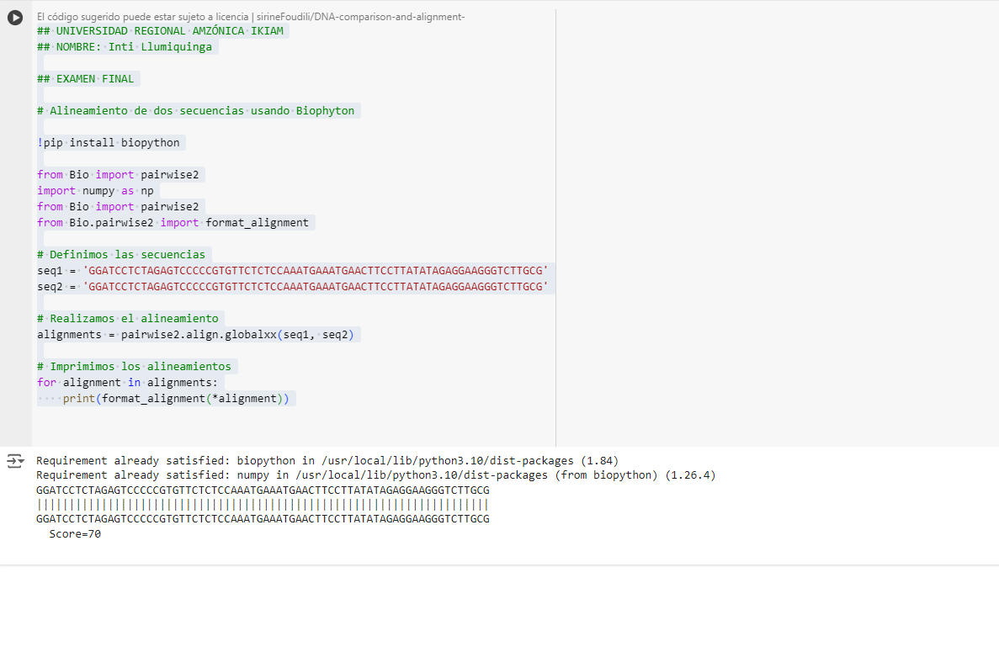 El código sugerido puede estar sujeto a licencia | sirineFoudili/DNA-comparison-and-alignment-
## UNIVERSIDAD REGIONAL AMZÓNICA IKIAM
## NOMBRE: Inti Llumiquinga
## EXAMEN FINAL
# Alineamiento de dos secuencias usando Biophyton
!pip install biopython
from Bio import pairwise2
import numpy as np
from Bio import pairwise2
from Bio.pairwise2 import format_alignment
# Definimos las secuencias
seq1 = 'GGATCCTCTAGAGTCCCCCGTGTTCTCTCCAAATGAAATGAACTTCCTTATATAGAGGAAGGGTCTTGCG'
seq2 = 'GGATCCTCTAGAGTCCCCCGTGTTCTCTCCAAATGAAATGAACTTCCTTATATAGAGGAAGGGTCTTGCG'
# Realizamos el alineamiento
alignments = pairwise2.align.globalxx(seq1, seq2)
# Imprimimos los alineamientos
for alignment in alignments:
    print(format_alignment(*alignment))
Requirement already satisfied: biopython in /usr/local/lib/python3.10/dist-packages (1.84)
Requirement already satisfied: numpy in /usr/local/lib/python3.10/dist-packages (from biopython) (1.26.4)
GGATCCTCTAGAGTCCCCCGTGTTCTCTCCAAATGAAATGAACTTCCTTATATAGAGGAAGGGTCTTGCG
||||||||||||||||||||||||||||||||||||||||||||||||||||||||||||||||||||||
GGATCCTCTAGAGTCCCCCGTGTTCTCTCCAAATGAAATGAACTTCCTTATATAGAGGAAGGGTCTTGCG
  Score=70